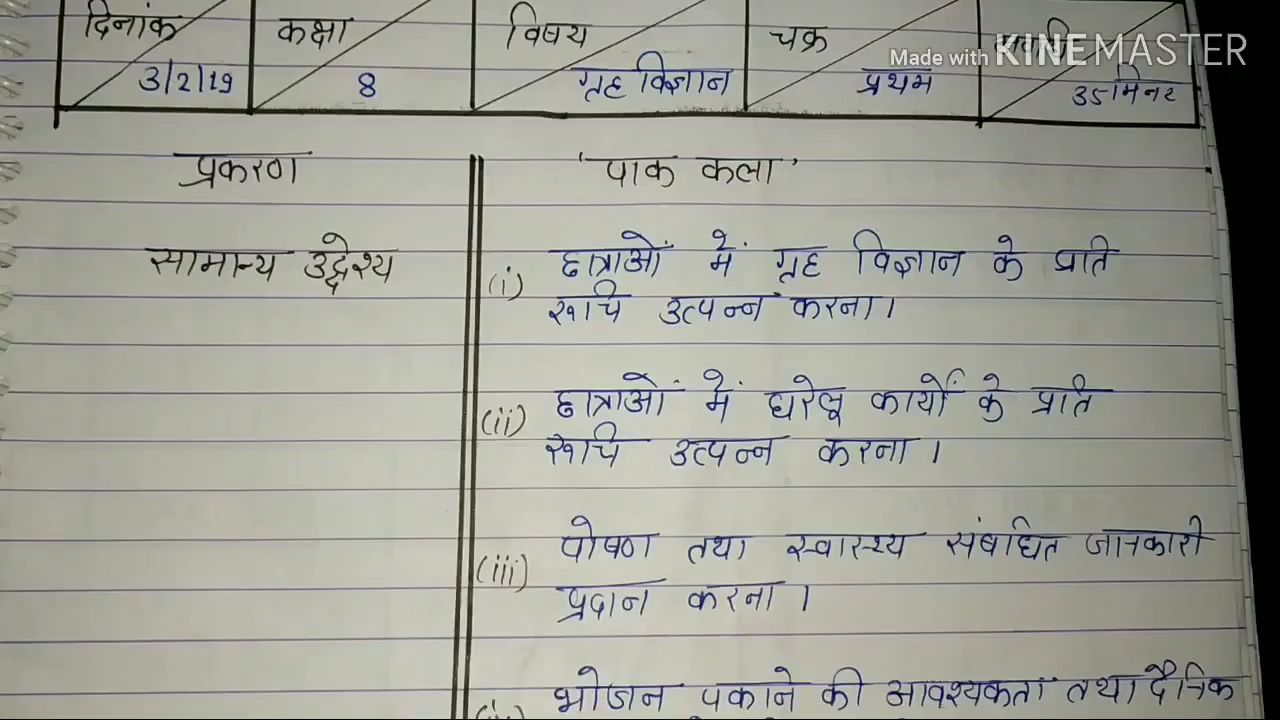 दिनांक कक्षा विषय चक्र
Made with KINEMASTER
3/2/19 8 गृह विज्ञान प्रथम 35 मिनट
प्रकरण 'पाक कला'
सामान्य उद्देश्य (i) छात्राओं में गृह विज्ञान के प्रति
रूचि उत्पन्न करना।
(ii) छात्राओं में घरेलू कार्यों के प्रति
रूचि उत्पन्न करना।
(iii) पोषण तथा स्वास्थ्य संबंधित जानकारी
प्रदान करना।
भोजन पकाने की आवश्यकता तथा दैनिक